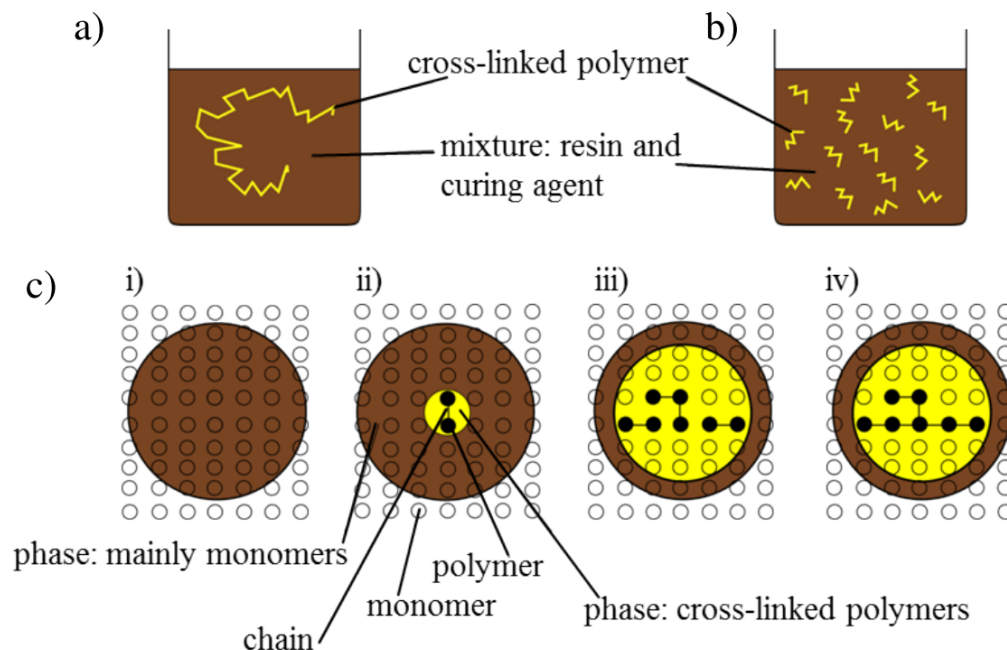 a)
b)
cross-linked polymer
mixture: resin and
curing agent
c)
i)
ii)
iii)
iv)
phase: mainly monomers
polymer
monomer
phase: cross-linked polymers
chain